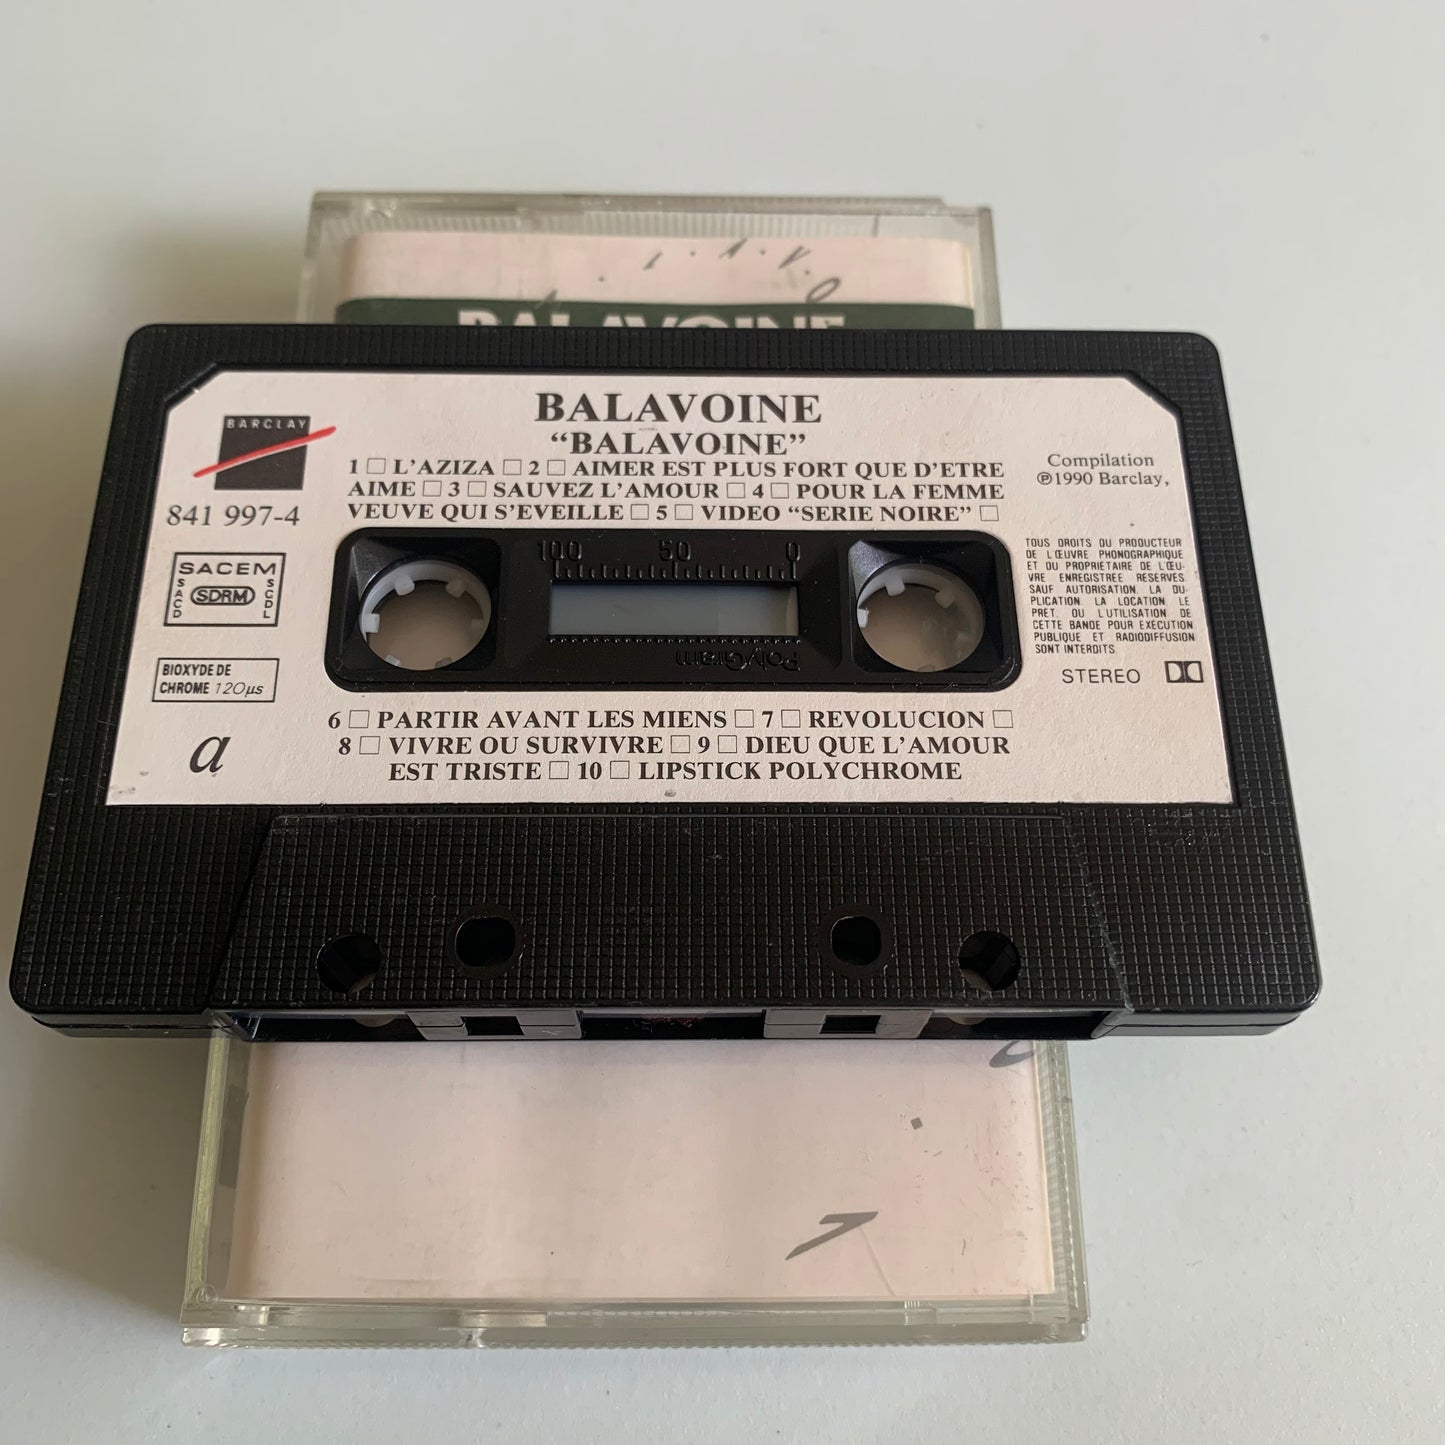 BALAVOINE
BALAVOINE
“BALAVOINE”
BARCLAY
841 997-4
1 □ L'AZIZA □ 2 □ AIMER EST PLUS FORT QUE D'ETRE
AIME □ 3 □ SAUVEZ L'AMOUR □ 4 □ POUR LA FEMME
VEUVE QUI S'EVEILLE □ 5 □ VIDEO “SERIE NOIRE” □
Compilation
℗1990 Barclay,
SACEM
SACD
SDRM
SCDL
BIOXYDE DE
CHROME 120µs
a
100 50 0
PolyGram
TOUS DROITS DU PRODUCTEUR
DE L'ŒUVRE PHONOGRAPHIQUE
ET DU PROPRIETAIRE DE L'ŒU-
VRE ENREGISTREE RESERVES.
SAUF AUTORISATION, LA DU-
PLICATION, LA LOCATION, LE
PRET, OU L'UTILISATION DE
CETTE BANDE POUR EXECUTION
PUBLIQUE ET RADIODIFFUSION
SONT INTERDITS.
STEREO
6 □ PARTIR AVANT LES MIENS □ 7 □ REVOLUCION □
8 □ VIVRE OU SURVIVRE □ 9 □ DIEU QUE L'AMOUR
EST TRISTE □ 10 □ LIPSTICK POLYCHROME